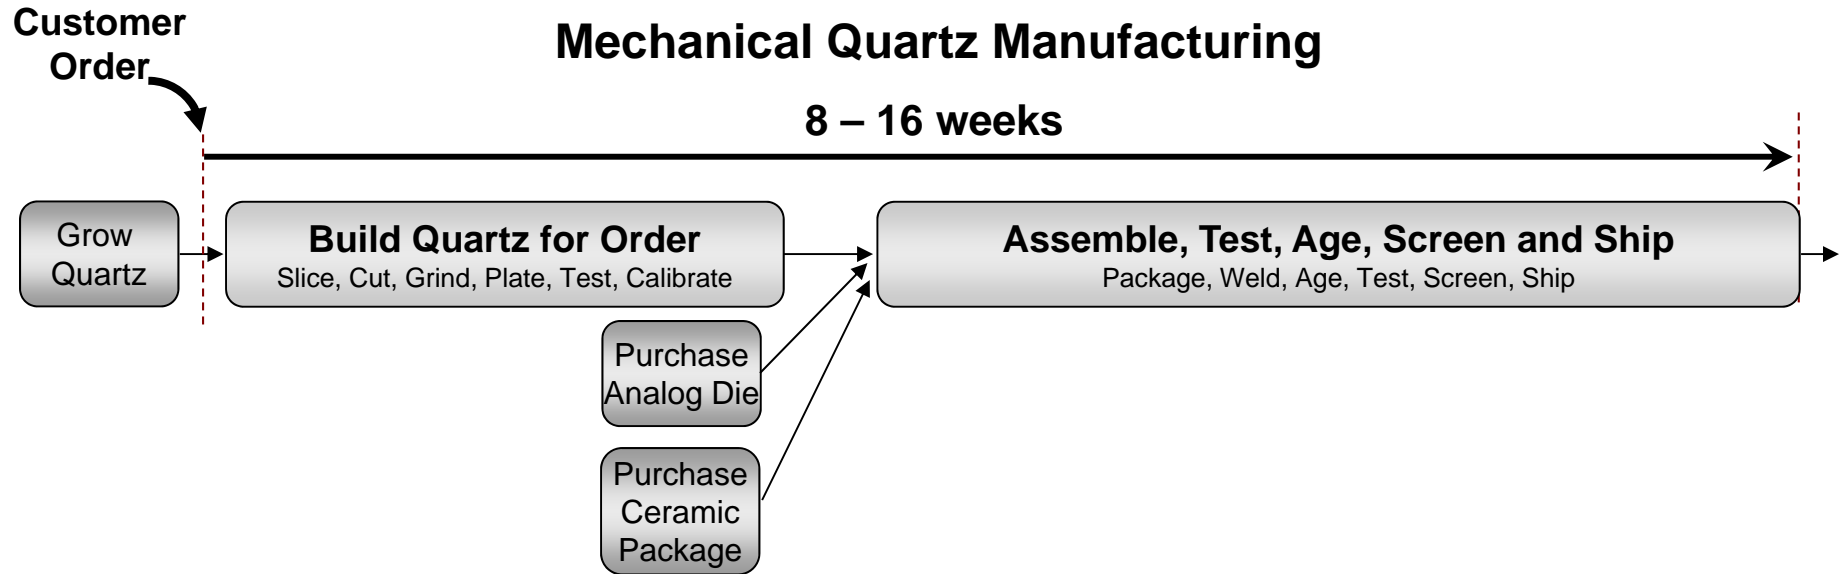 Customer
Order
Mechanical Quartz Manufacturing
8 – 16 weeks
Grow
Quartz
Build Quartz for Order
Slice, Cut, Grind, Plate, Test, Calibrate
Assemble, Test, Age, Screen and Ship
Package, Weld, Age, Test, Screen, Ship
Purchase
Analog Die
Purchase
Ceramic
Package